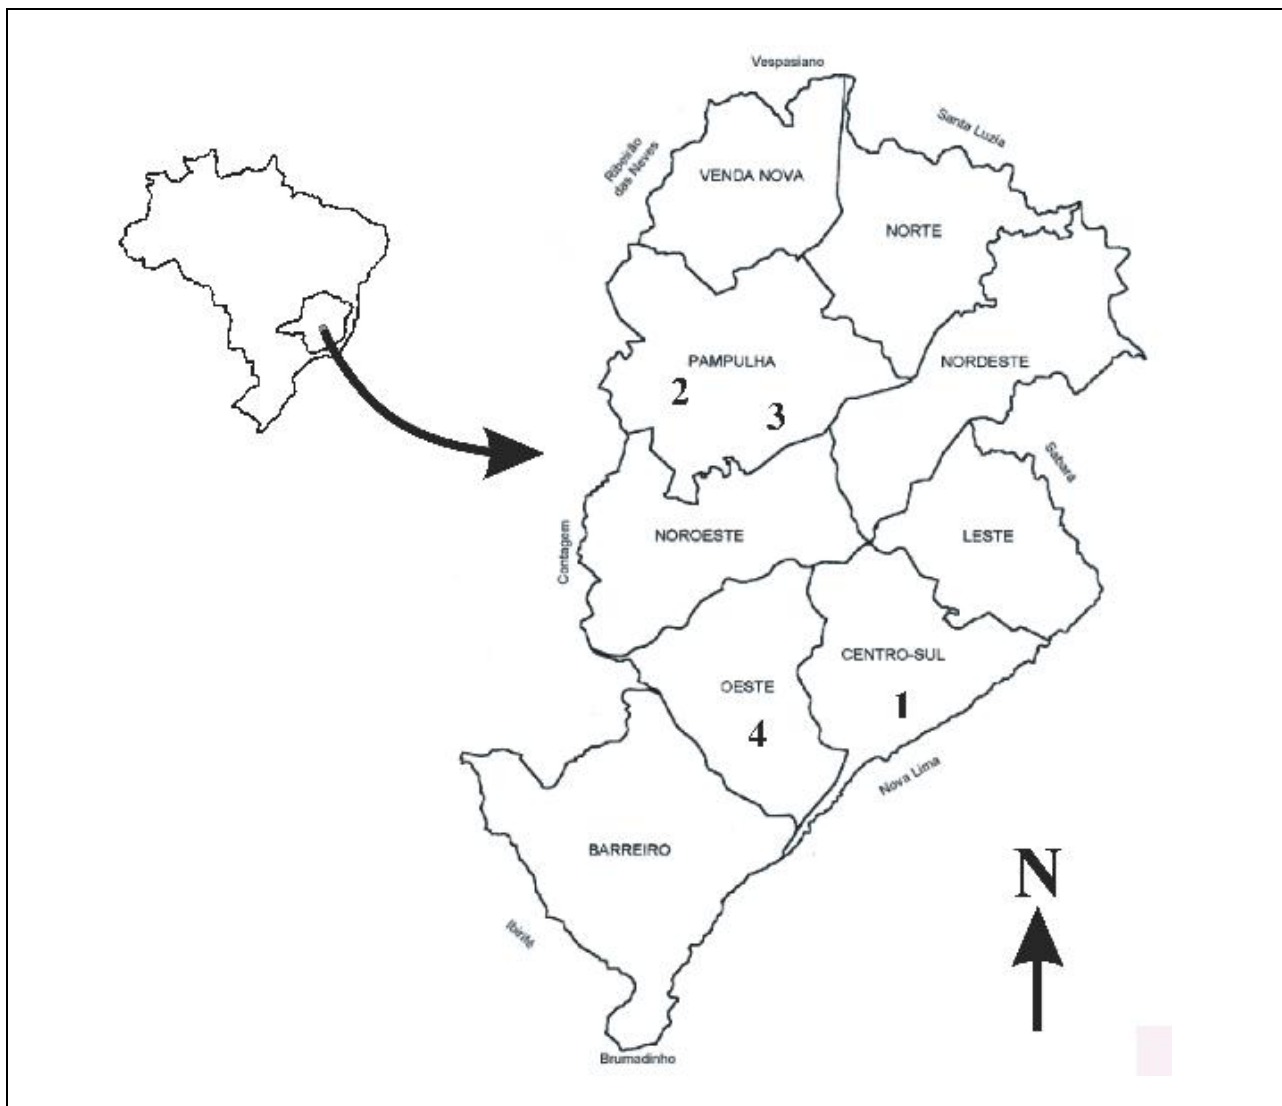 Vespasiano
Santa Luzia
Ribeirão
das Neves
VENDA NOVA
NORTE
PAMPULHA
NORDESTE
2
3
Sabará
Contagem
NOROESTE
LESTE
CENTRO-SUL
OESTE
1
4
Nova Lima
BARREIRO
N
Ibirité
Brumadinho